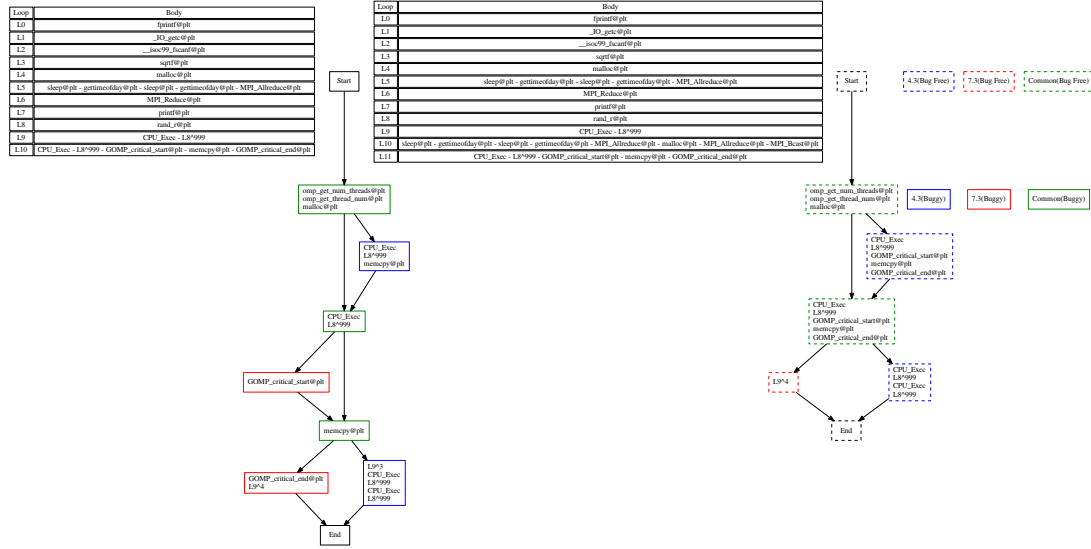 Loop Body
L0 fprintf@plt
L1 _IO_getc@plt
L2 __isoc99_fscanf@plt
L3 sqrtf@plt
L4 malloc@plt
L5 sleep@plt - gettimeofday@plt - sleep@plt - gettimeofday@plt - MPI_Allreduce@plt
L6 MPI_Reduce@plt
L7 printf@plt
L8 rand_r@plt
L9 CPU_Exec - L8^999
L10 CPU_Exec - L8^999 - GOMP_critical_start@plt - memcpy@plt - GOMP_critical_end@plt
Start
omp_get_num_threads@plt
omp_get_thread_num@plt
malloc@plt
CPU_Exec
L8^999
memcpy@plt
CPU_Exec
L8^999
GOMP_critical_start@plt
memcpy@plt
GOMP_critical_end@plt
L9^4
L9^3
CPU_Exec
L8^999
CPU_Exec
L8^999
End
Loop Body
L0 fprintf@plt
L1 _IO_getc@plt
L2 __isoc99_fscanf@plt
L3 sqrtf@plt
L4 malloc@plt
L5 sleep@plt - gettimeofday@plt - sleep@plt - gettimeofday@plt - MPI_Allreduce@plt
L6 MPI_Reduce@plt
L7 printf@plt
L8 rand_r@plt
L9 CPU_Exec - L8^999
L10 sleep@plt - gettimeofday@plt - sleep@plt - gettimeofday@plt - MPI_Allreduce@plt - malloc@plt - MPI_Allreduce@plt - MPI_Bcast@plt
L11 CPU_Exec - L8^999 - GOMP_critical_start@plt - memcpy@plt - GOMP_critical_end@plt
Start
4.3(Bug Free)
7.3(Bug Free)
Common(Bug Free)
omp_get_num_threads@plt
omp_get_thread_num@plt
malloc@plt
4.3(Buggy)
7.3(Buggy)
Common(Buggy)
CPU_Exec
L8^999
GOMP_critical_start@plt
memcpy@plt
GOMP_critical_end@plt
CPU_Exec
L8^999
GOMP_critical_start@plt
memcpy@plt
GOMP_critical_end@plt
L9^4
CPU_Exec
L8^999
CPU_Exec
L8^999
End